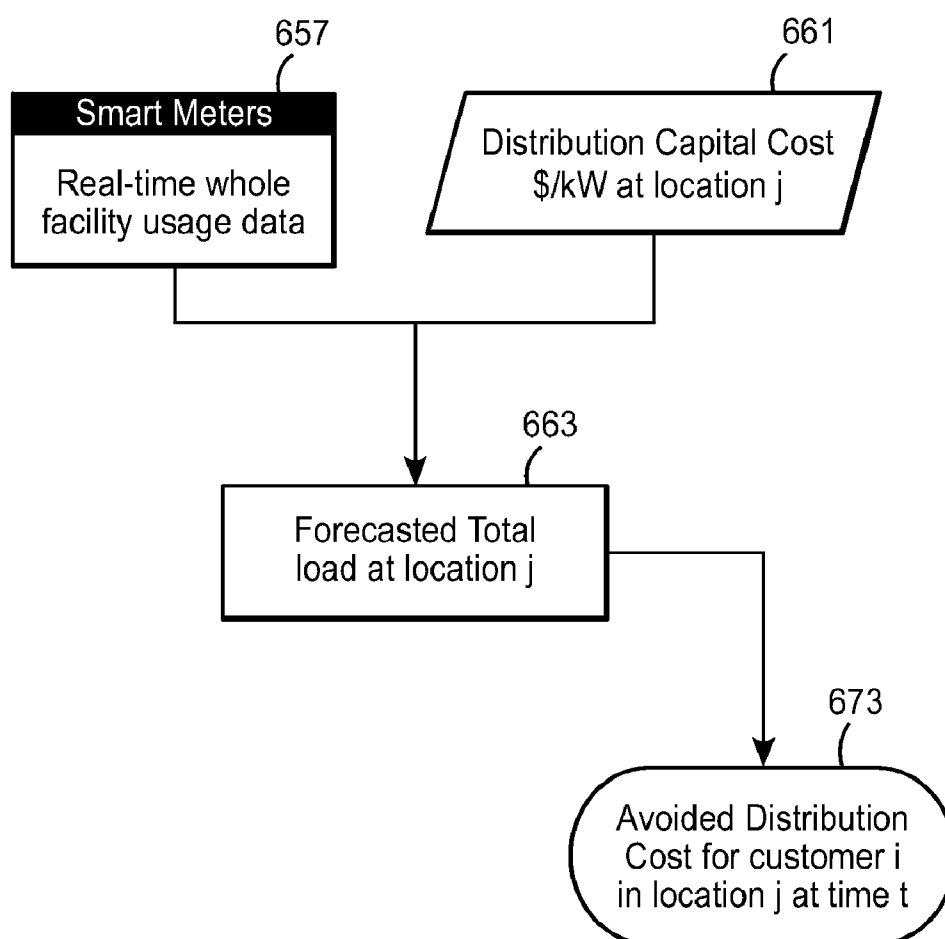 657
Smart Meters
Real-time whole
facility usage data
661
Distribution Capital Cost
$/kW at location j
663
Forecasted Total
load at location j
673
Avoided Distribution
Cost for customer i
in location j at time t